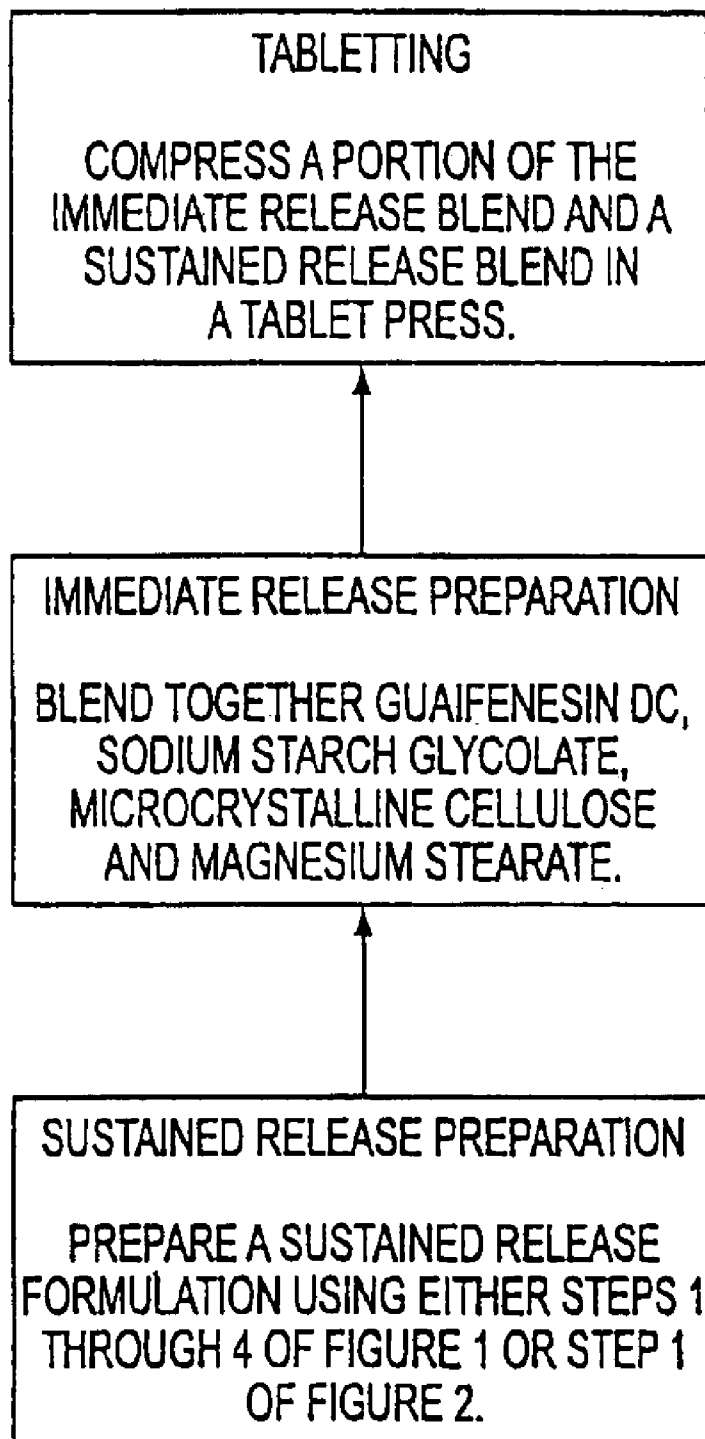 TABLETTING
COMPRESS A PORTION OF THE
IMMEDIATE RELEASE BLEND AND A
SUSTAINED RELEASE BLEND IN
A TABLET PRESS.
IMMEDIATE RELEASE PREPARATION
BLEND TOGETHER GUAIFENESIN DC,
SODIUM STARCH GLYCOLATE,
MICROCRYSTALLINE CELLULOSE
AND MAGNESIUM STEARATE.
SUSTAINED RELEASE PREPARATION
PREPARE A SUSTAINED RELEASE
FORMULATION USING EITHER STEPS 1
THROUGH 4 OF FIGURE 1 OR STEP 1
OF FIGURE 2.